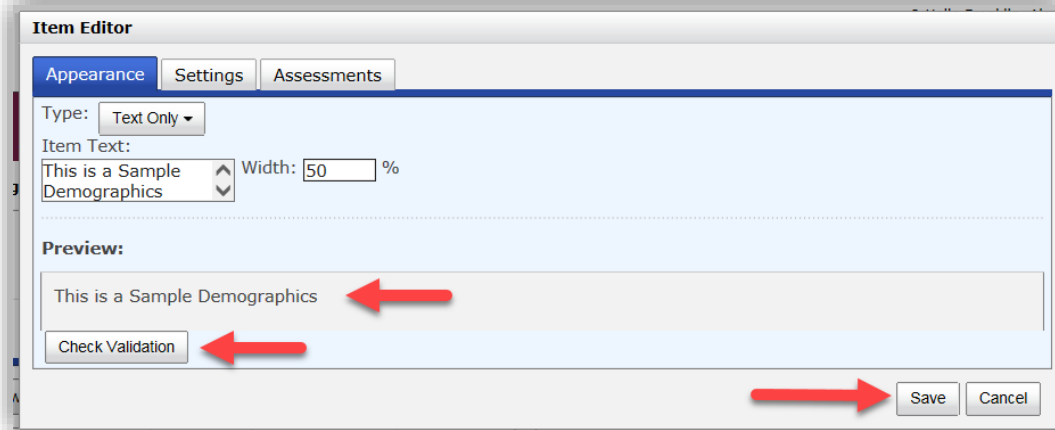 Item Editor
Appearance Settings Assessments
Type: Text Only
Item Text:
This is a Sample Width: 50 %
Demographics
Preview:
This is a Sample Demographics
Check Validation
Save Cancel